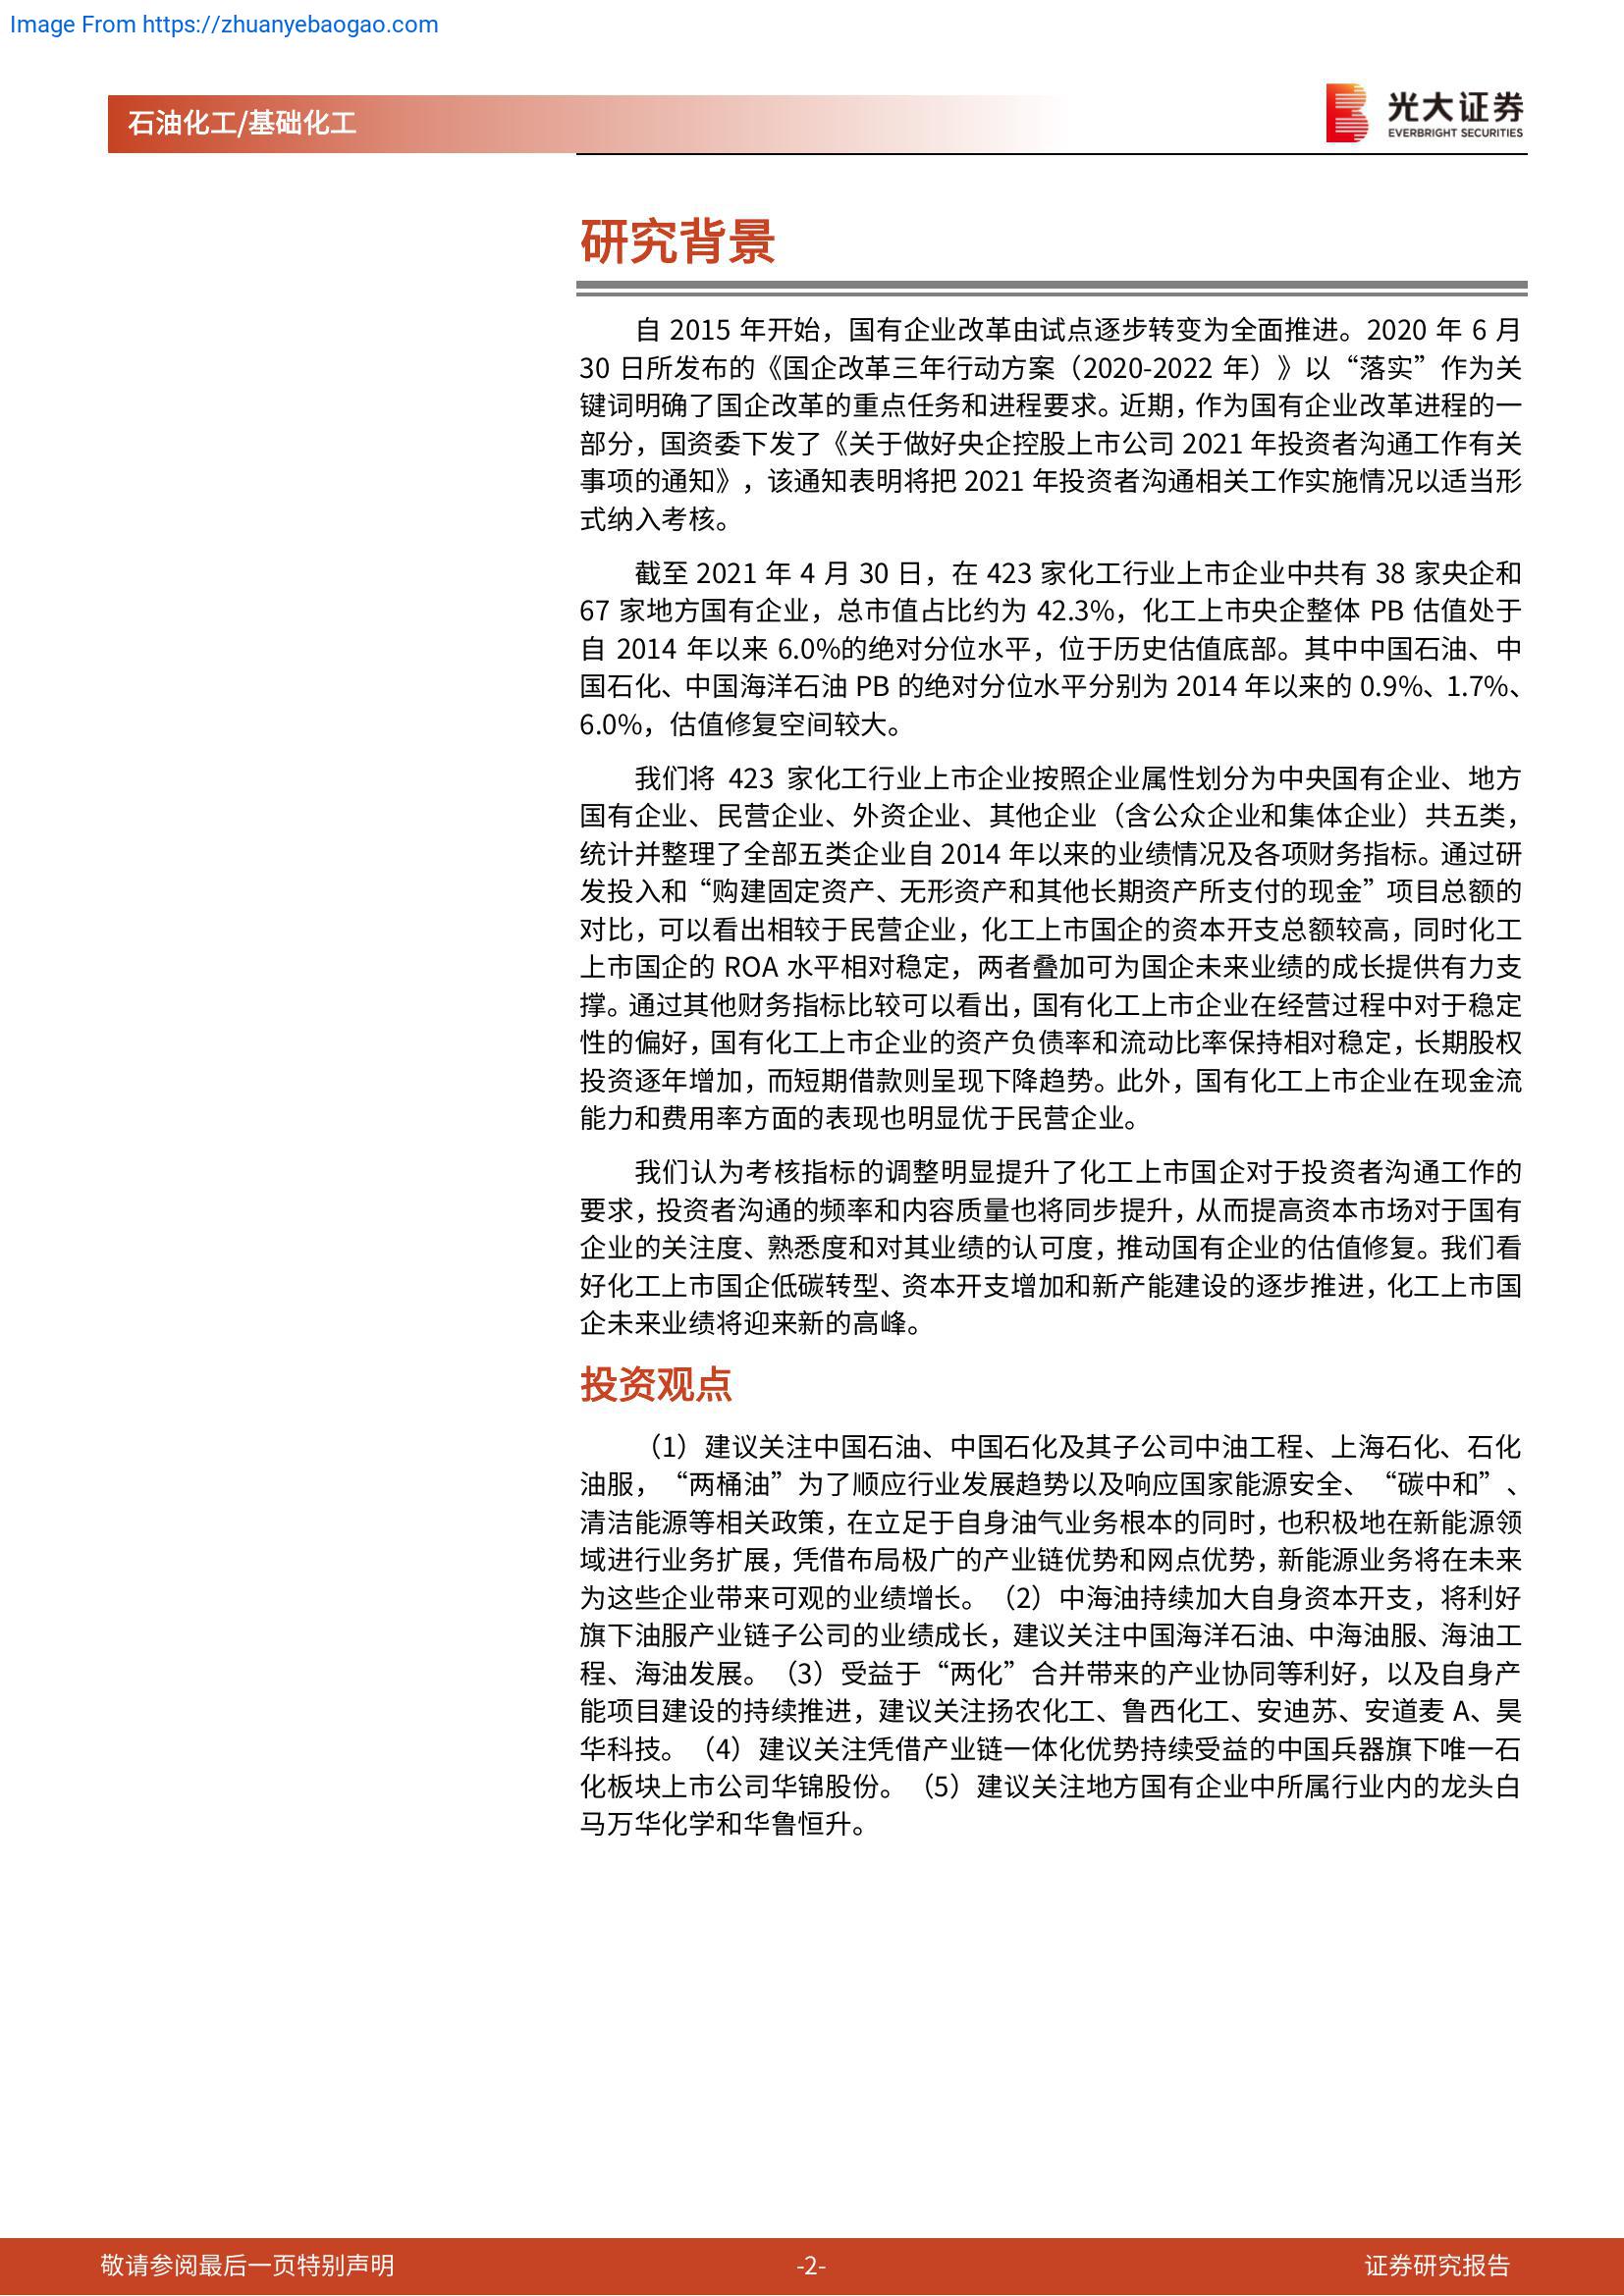 Image From https://zhuanyebaogao.com
石油化工/基础化工
光大证券
EVERBRIGHT SECURITIES
研究背景
自 2015 年开始，国有企业改革由试点逐步转变为全面推进。2020 年 6 月
30 日所发布的《国企改革三年行动方案（2020-2022 年）》以“落实”作为关
键词明确了国企改革的重点任务和进程要求。近期，作为国有企业改革进程的一
部分，国资委下发了《关于做好央企控股上市公司 2021 年投资者沟通工作有关
事项的通知》，该通知表明将把 2021 年投资者沟通相关工作实施情况以适当形
式纳入考核。
截至 2021 年 4 月 30 日，在 423 家化工行业上市企业中共有 38 家央企和
67 家地方国有企业，总市值占比约为 42.3%，化工上市央企整体 PB 估值处于
自 2014 年以来 6.0%的绝对分位水平，位于历史估值底部。其中中国石油、中
国石化、中国海洋石油 PB 的绝对分位水平分别为 2014 年以来的 0.9%、1.7%、
6.0%，估值修复空间较大。
我们将 423 家化工行业上市企业按照企业属性划分为中央国有企业、地方
国有企业、民营企业、外资企业、其他企业（含公众企业和集体企业）共五类，
统计并整理了全部五类企业自 2014 年以来的业绩情况及各项财务指标。通过研
发投入和“购建固定资产、无形资产和其他长期资产所支付的现金”项目总额的
对比，可以看出相较于民营企业，化工上市国企的资本开支总额较高，同时化工
上市国企的 ROA 水平相对稳定，两者叠加可为国企未来业绩的成长提供有力支
撑。通过其他财务指标比较可以看出，国有化工上市企业在经营过程中对于稳定
性的偏好，国有化工上市企业的资产负债率和流动比率保持相对稳定，长期股权
投资逐年增加，而短期借款则呈现下降趋势。此外，国有化工上市企业在现金流
能力和费用率方面的表现也明显优于民营企业。
我们认为考核指标的调整明显提升了化工上市国企对于投资者沟通工作的
要求，投资者沟通的频率和内容质量也将同步提升，从而提高资本市场对于国有
企业的关注度、熟悉度和对其业绩的认可度，推动国有企业的估值修复。我们看
好化工上市国企低碳转型、资本开支增加和新产能建设的逐步推进，化工上市国
企未来业绩将迎来新的高峰。
投资观点
（1）建议关注中国石油、中国石化及其子公司中油工程、上海石化、石化
油服，“两桶油”为了顺应行业发展趋势以及响应国家能源安全、“碳中和”、
清洁能源等相关政策，在立足于自身油气业务根本的同时，也积极地在新能源领
域进行业务扩展，凭借布局极广的产业链优势和网点优势，新能源业务将在未来
为这些企业带来可观的业绩增长。（2）中海油持续加大自身资本开支，将利好
旗下油服产业链子公司的业绩成长，建议关注中国海洋石油、中海油服、海油工
程、海油发展。（3）受益于“两化”合并带来的产业协同等利好，以及自身产
能项目建设的持续推进，建议关注扬农化工、鲁西化工、安迪苏、安道麦 A、昊
华科技。（4）建议关注凭借产业链一体化优势持续受益的中国兵器旗下唯一石
化板块上市公司华锦股份。（5）建议关注地方国有企业中所属行业内的龙头白
马万华化学和华鲁恒升。
敬请参阅最后一页特别声明
-2-
证券研究报告